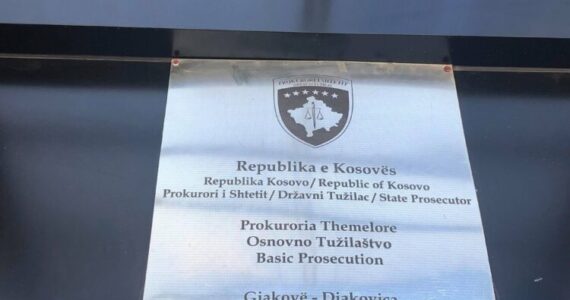 Republika e Kosovës
Republika Kosovo / Republic of Kosovo
Prokurori i Shtetit / Državni Tužilac / State Prosecutor
Prokuroria Themelore
Osnovno Tužilaštvo
Basic Prosecution
Gjakovë - Djakovica